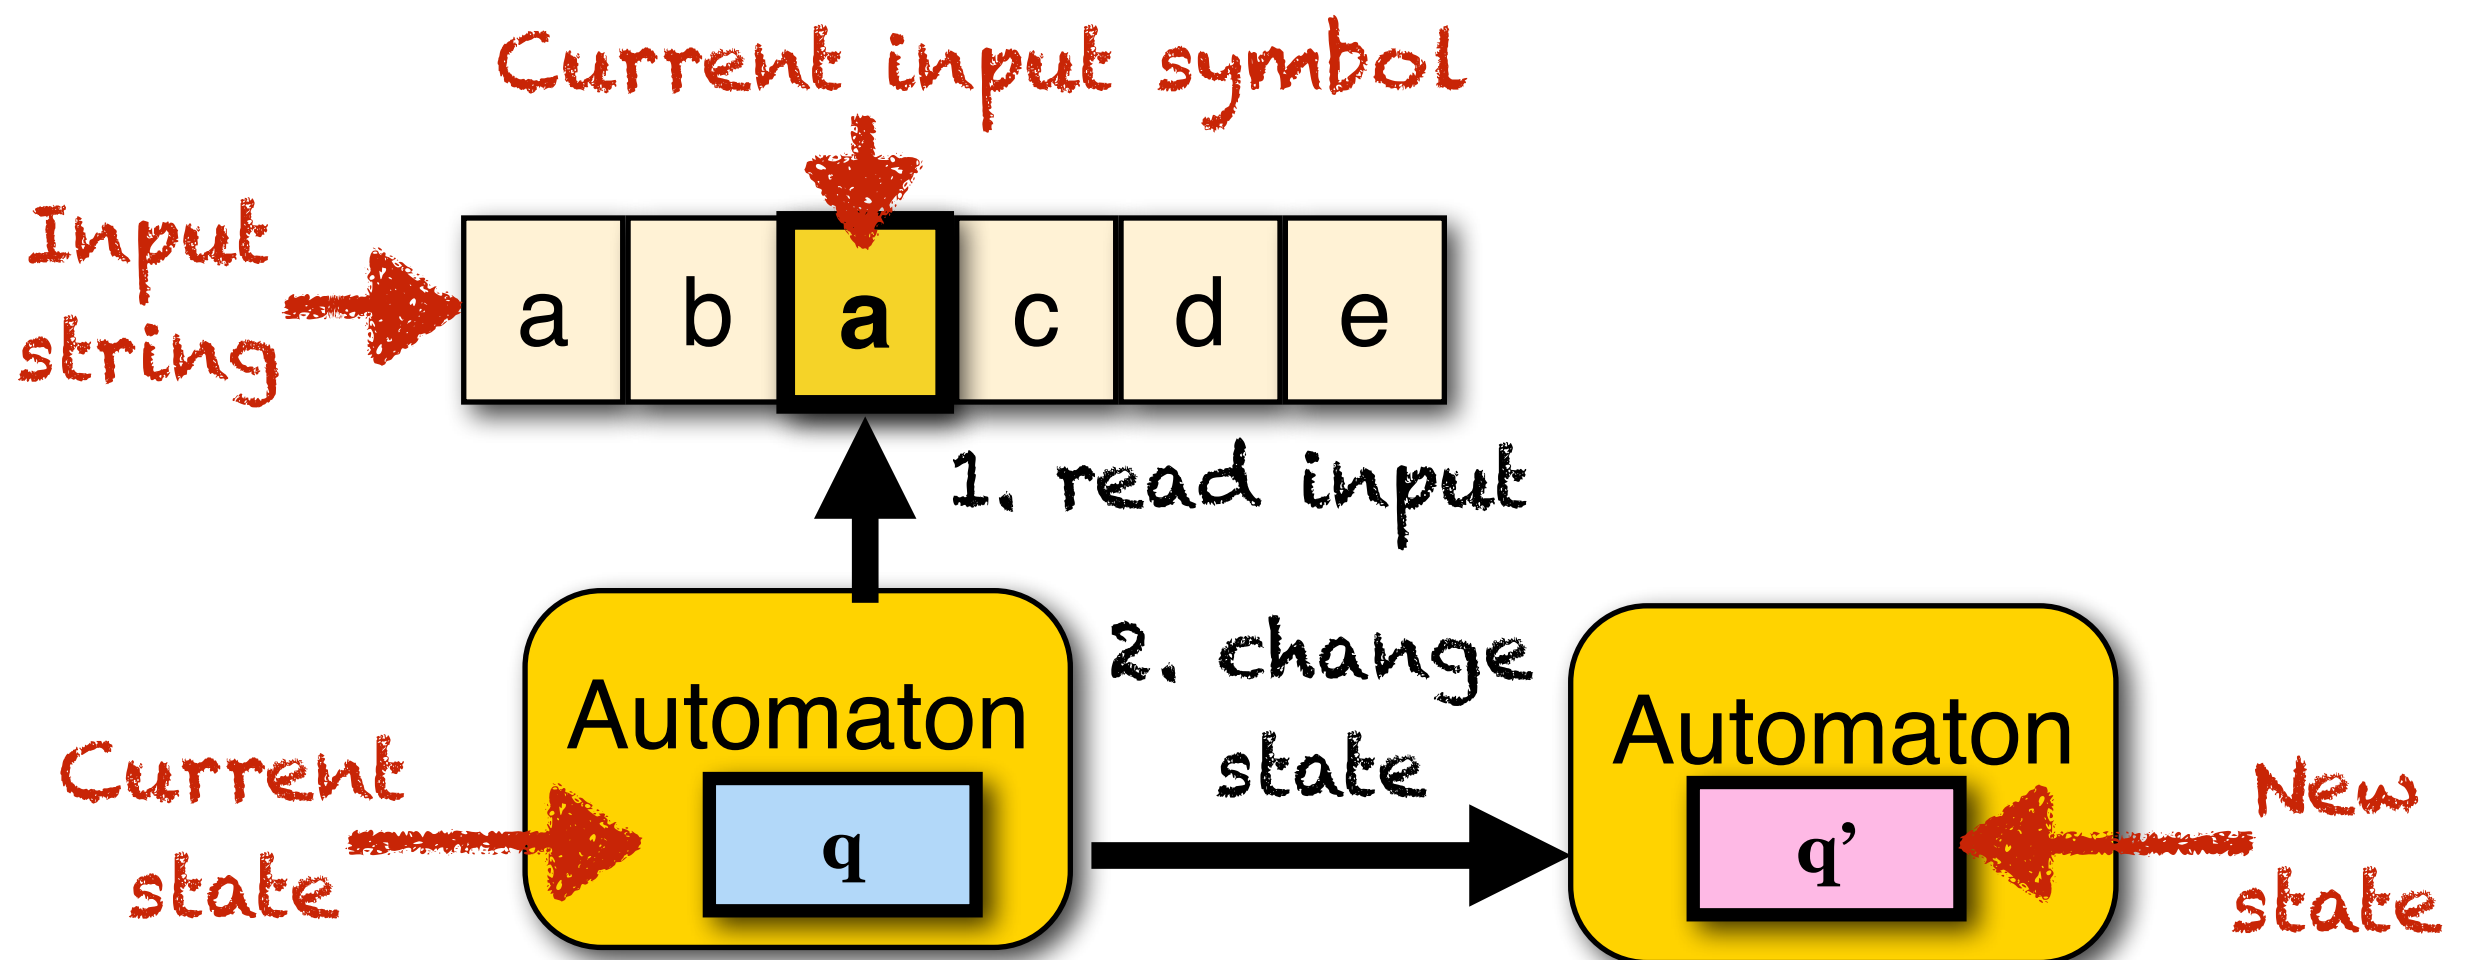 Current input symbol
Input
string
a b a c d e
1. read input
2. change
state
Automaton
q
Current
state
Automaton
q’
New
state